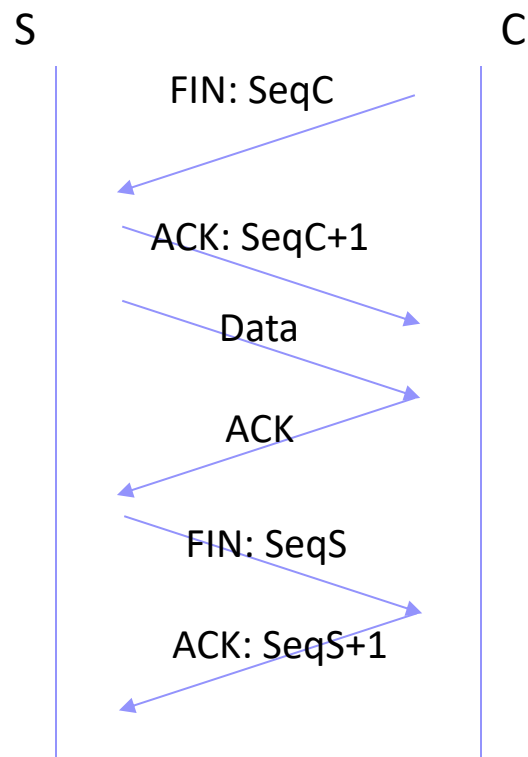 S
C
FIN: SeqC
ACK: SeqC+1
Data
ACK
FIN: SeqS
ACK: SeqS+1